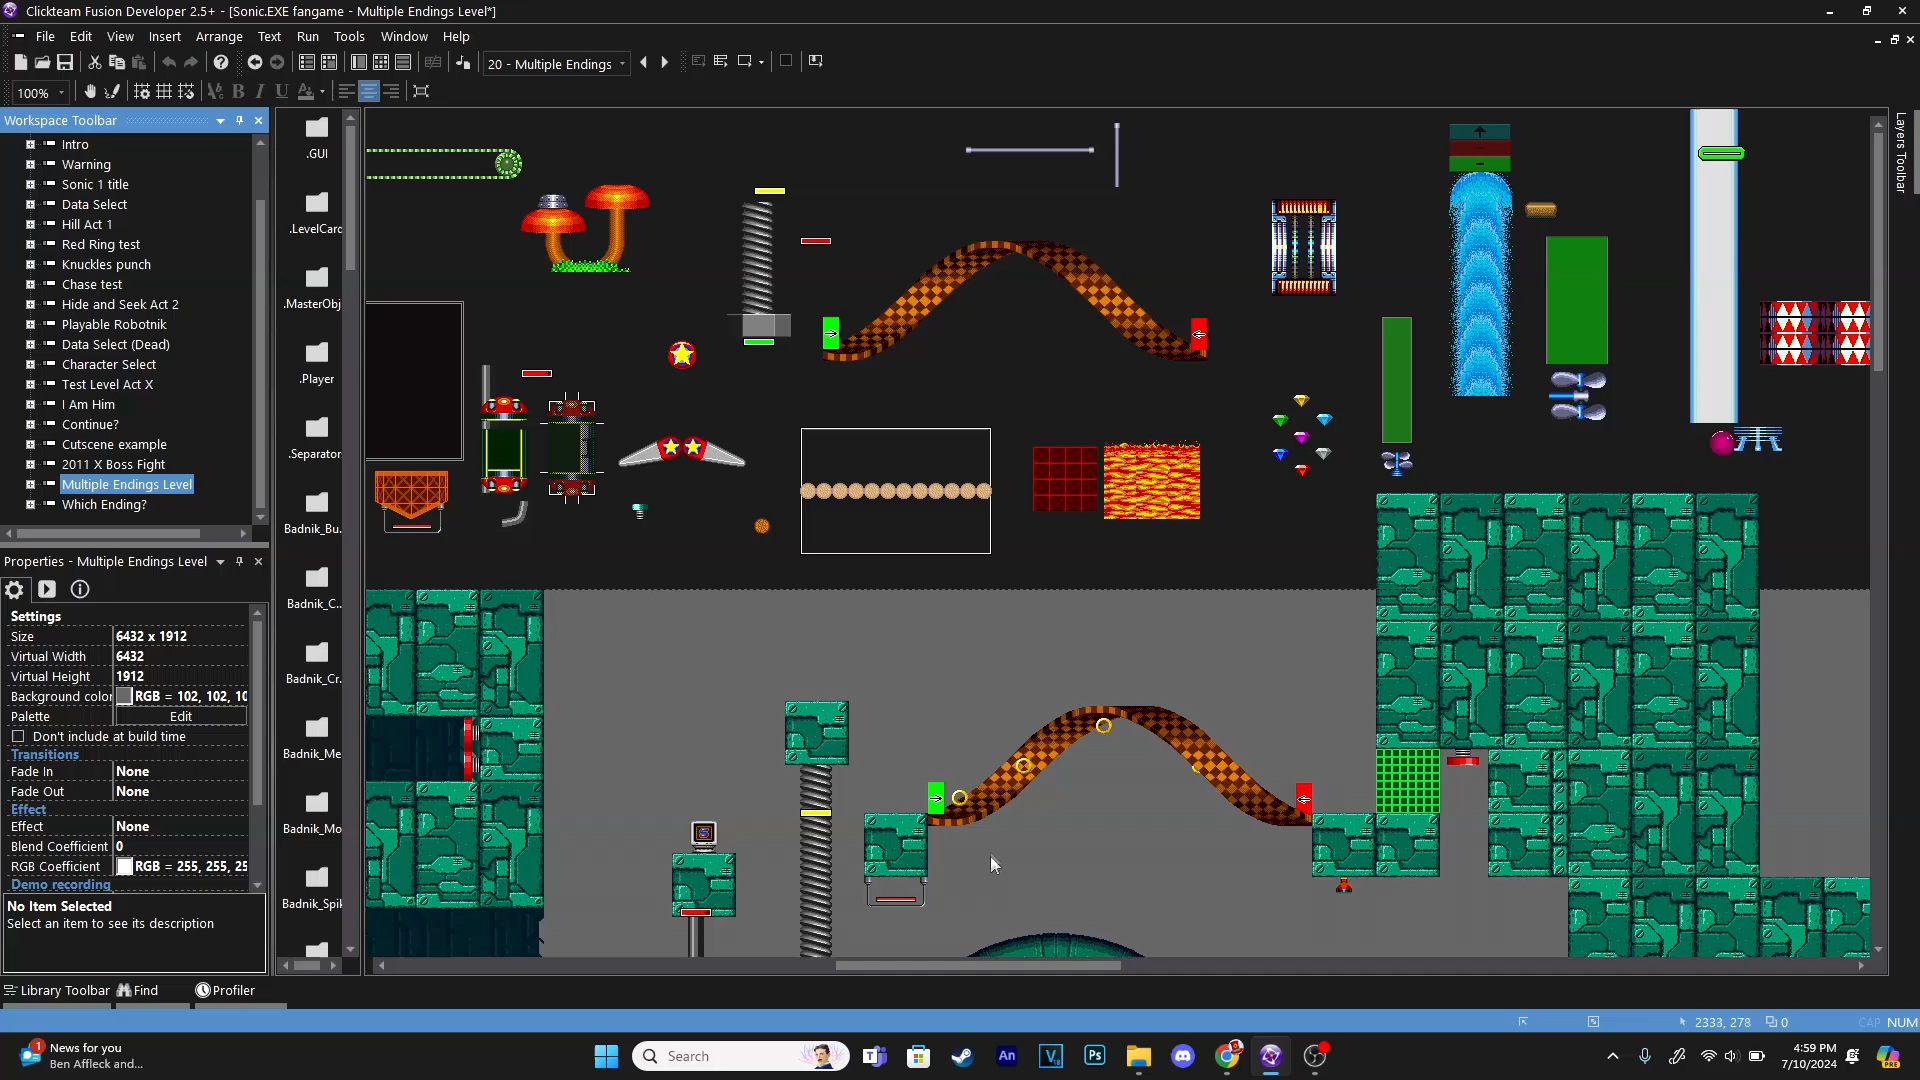 Clickteam Fusion Developer 2.5+ - [Sonic.EXE fangame - Multiple Endings Level*]
File Edit View Insert Arrange Text Run Tools Window Help
20 - Multiple Endings
100%
Workspace Toolbar
Intro
Warning
Sonic 1 title
Data Select
Hill Act 1
Red Ring test
Knuckles punch
Chase test
Hide and Seek Act 2
Playable Robotnik
Data Select (Dead)
Character Select
Test Level Act X
I Am Him
Continue?
Cutscene example
2011 X Boss Fight
Multiple Endings Level
Which Ending?
Properties - Multiple Endings Level
Settings
Size 6432 x 1912
Virtual Width 6432
Virtual Height 1912
Background color RGB = 102, 102, 10
Palette Edit
Don't include at build time
Transitions
Fade In None
Fade Out None
Effect
Effect None
Blend Coefficient 0
RGB Coefficient RGB = 255, 255, 25
Demo recording
No Item Selected
Select an item to see its description
.GUI
.LevelCard
.MasterObj
.Player
.Separator
Badnik_Bu...
Badnik_C...
Badnik_Cr.
Badnik_Me
Badnik_Mo
Badnik_Spik
Layers Toolbar
Library Toolbar Find Profiler
2333, 278 0 CAP NUM
1 News for you
Ben Affleck and...
Search
An
V
Ps
4:59 PM
7/10/2024
PRE